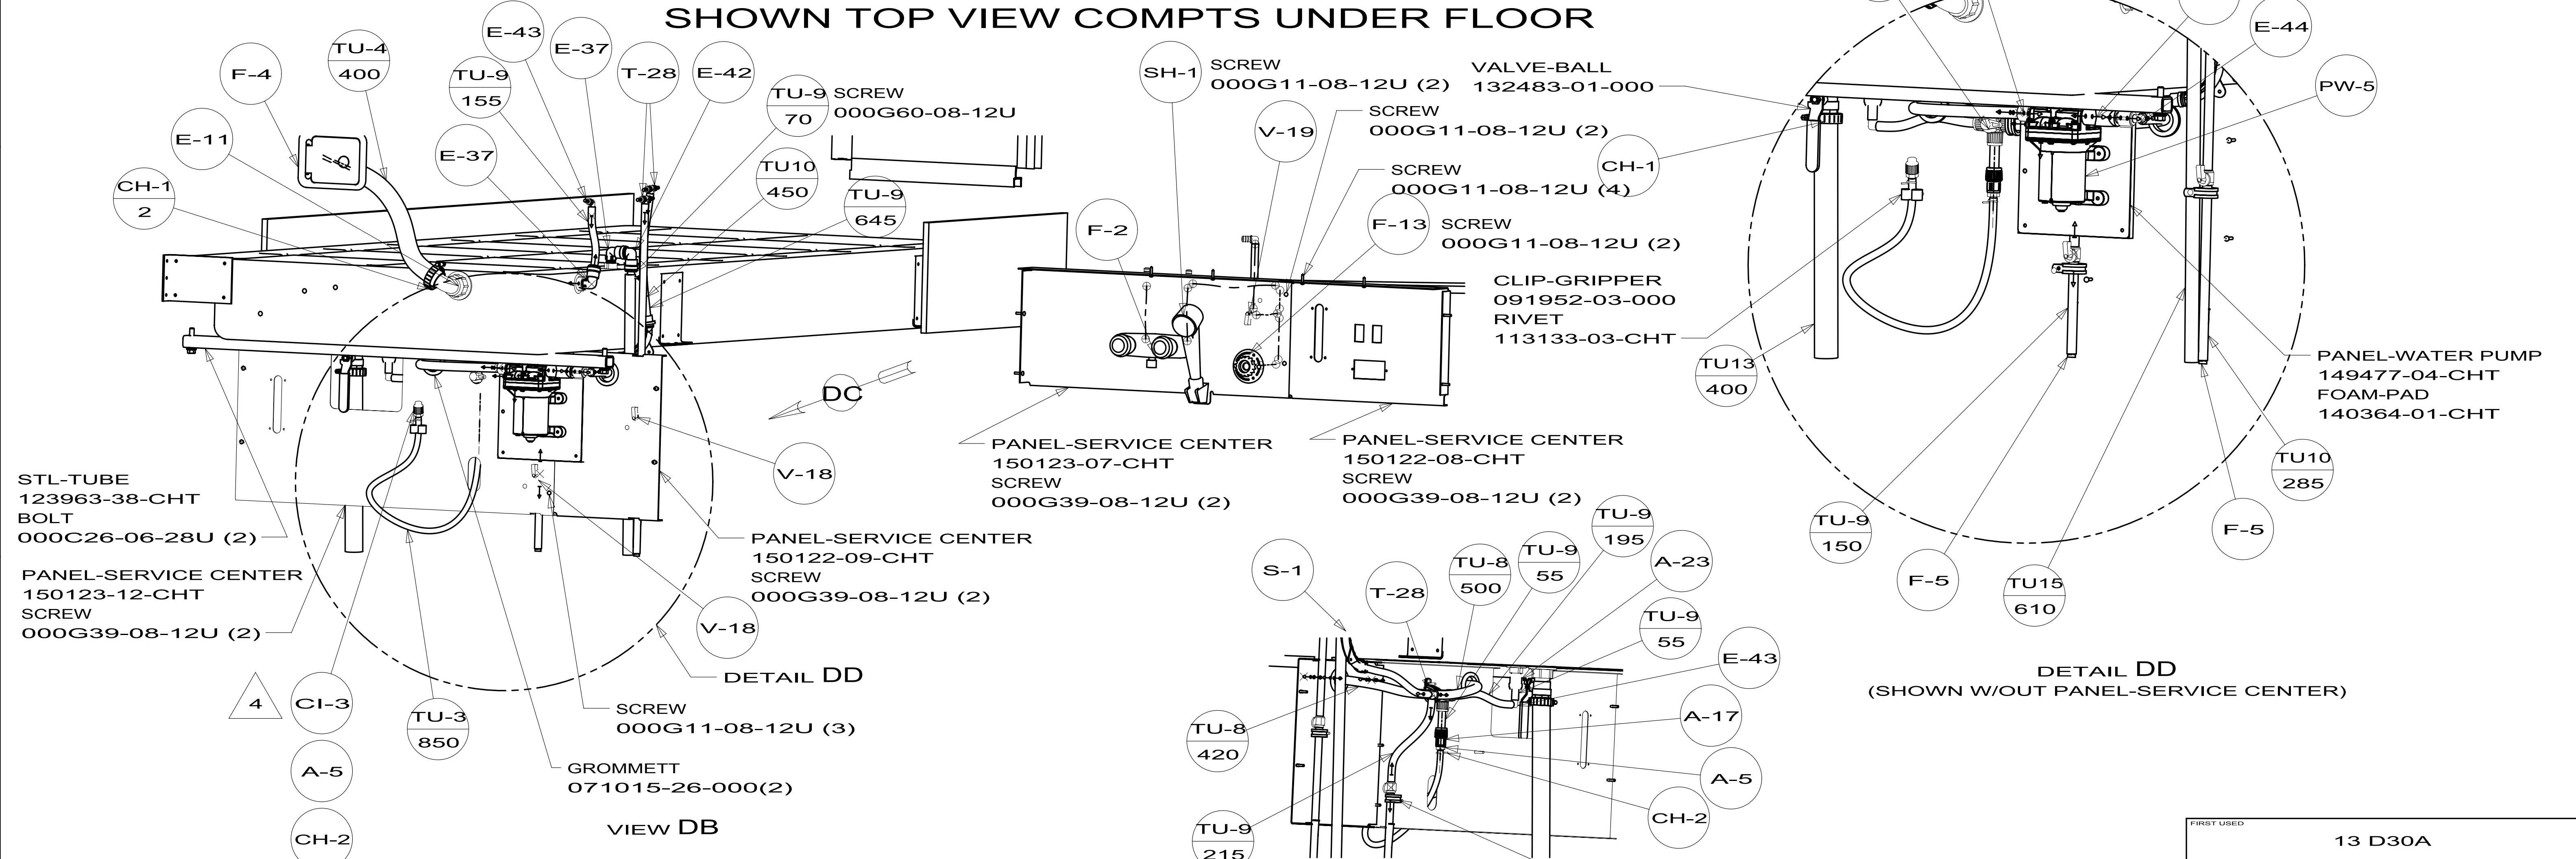 SHOWN TOP VIEW COMPTS UNDER FLOOR
E-43
E-37
TU-4
400
F-4
TU-9
155
T-28
E-42
E-11
E-37
CH-1
2
TU-9
70
SCREW
000G60-08-12U
TU10
450
TU-9
645
DC
V-18
STL-TUBE
123963-38-CHT
BOLT
000C26-06-28U (2)
PANEL-SERVICE CENTER
150123-12-CHT
SCREW
000G39-08-12U (2)
PANEL-SERVICE CENTER
150122-09-CHT
SCREW
000G39-08-12U (2)
V-18
DETAIL DD
4
CI-3
TU-3
850
SCREW
000G11-08-12U (3)
A-5
GROMMETT
071015-26-000(2)
CH-2
VIEW DB
SH-1
SCREW
000G11-08-12U (2)
V-19
SCREW
000G11-08-12U (2)
SCREW
000G11-08-12U (4)
F-2
F-13
SCREW
000G11-08-12U (2)
PANEL-SERVICE CENTER
150123-07-CHT
SCREW
000G39-08-12U (2)
PANEL-SERVICE CENTER
150122-08-CHT
SCREW
000G39-08-12U (2)
VALVE-BALL
132483-01-000
CH-1
CLIP-GRIPPER
091952-03-000
RIVET
113133-03-CHT
TU13
400
E-44
PW-5
PANEL-WATER PUMP
149477-04-CHT
FOAM-PAD
140364-01-CHT
TU10
285
TU-9
150
F-5
F-5
TU15
610
DETAIL DD
(SHOWN W/OUT PANEL-SERVICE CENTER)
S-1
T-28
TU-8
500
TU-9
55
TU-9
195
A-23
TU-9
55
E-43
A-17
TU-8
420
A-5
CH-2
TU-9
215
FIRST USED
13 D30A